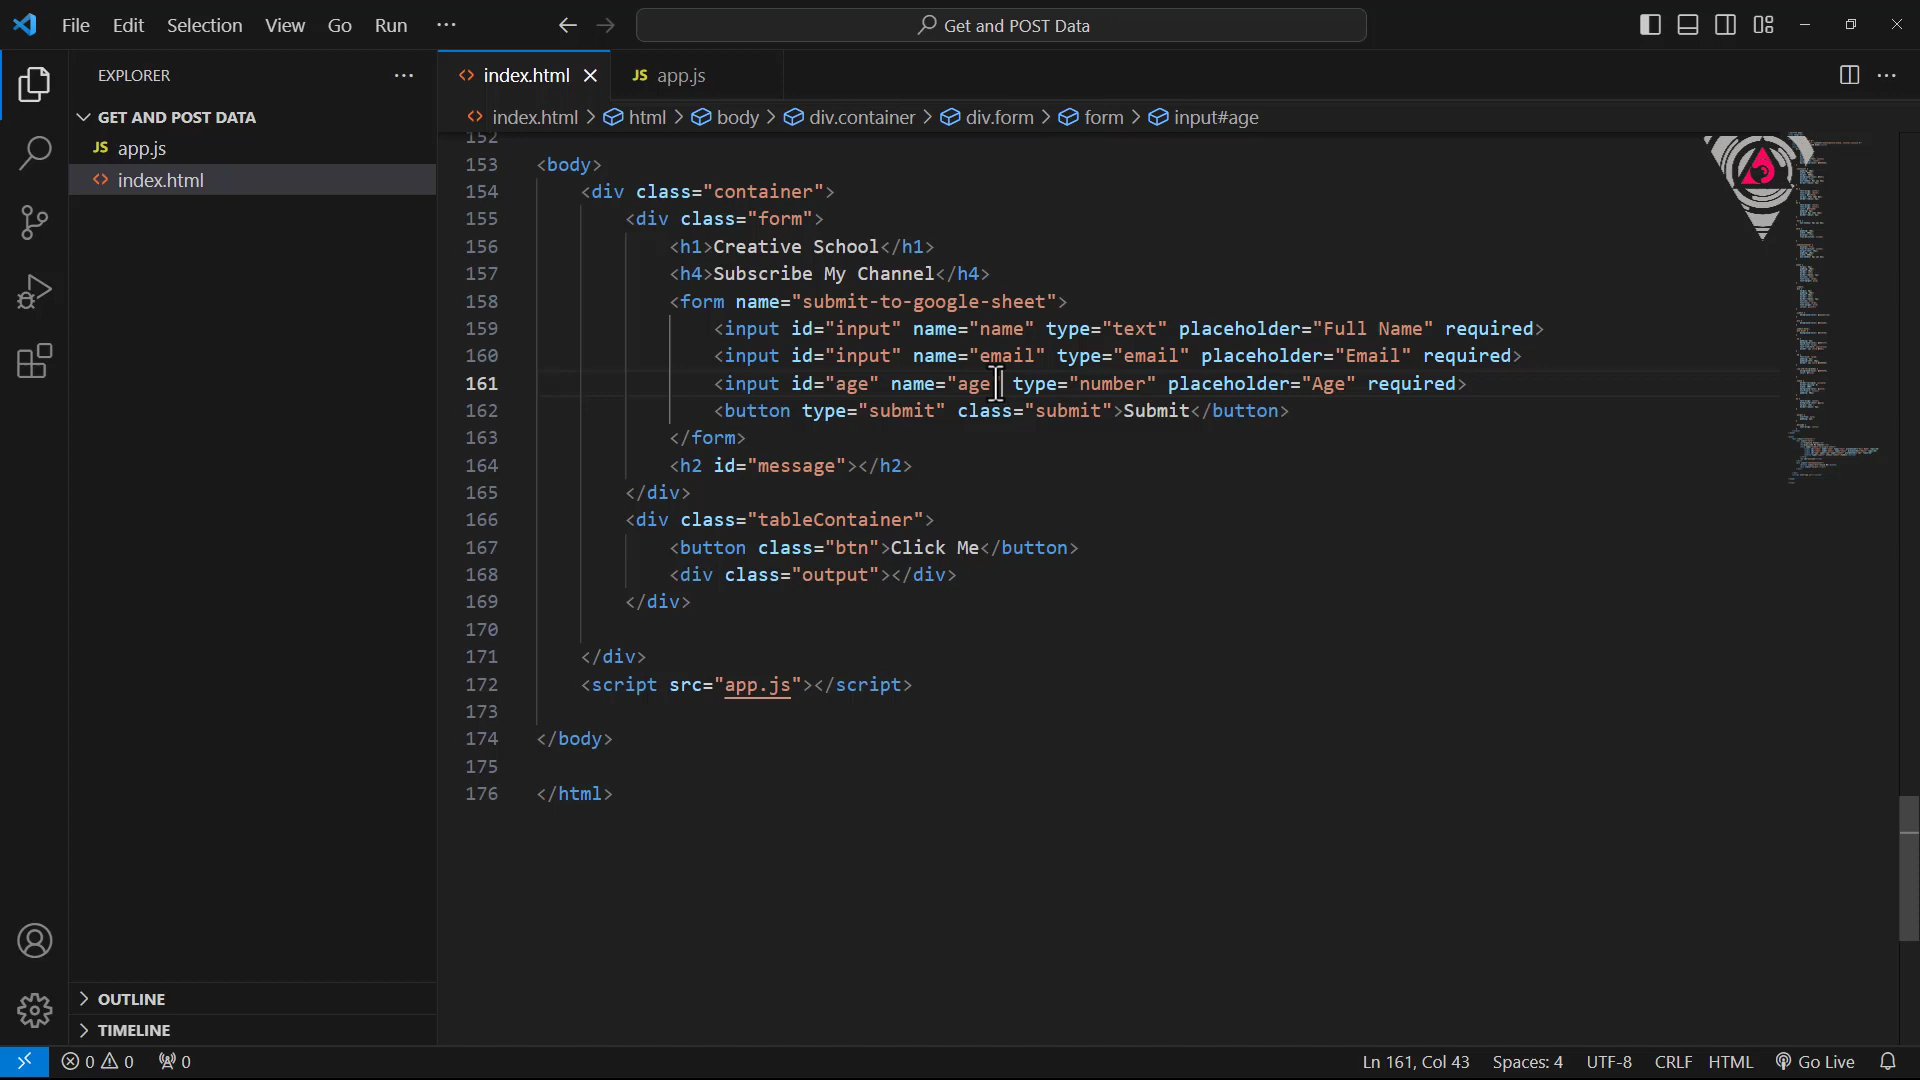 File Edit Selection View Go Run ···
Get and POST Data
EXPLORER ···
GET AND POST DATA
JS app.js
<> index.html
OUTLINE
TIMELINE
<> index.html JS app.js ···
<> index.html > html > body > div.container > div.form > form > input#age
152
153 <body>
154 <div class="container">
155 <div class="form">
156 <h1>Creative School</h1>
157 <h4>Subscribe My Channel</h4>
158 <form name="submit-to-google-sheet">
159 <input id="input" name="name" type="text" placeholder="Full Name" required>
160 <input id="input" name="email" type="email" placeholder="Email" required>
161 <input id="age" name="age" type="number" placeholder="Age" required>
162 <button type="submit" class="submit">Submit</button>
163 </form>
164 <h2 id="message"></h2>
165 </div>
166 <div class="tableContainer">
167 <button class="btn">Click Me</button>
168 <div class="output"></div>
169 </div>
170
171 </div>
172 <script src="app.js"></script>
173
174 </body>
175
176 </html>
0 0 0 Ln 161, Col 43 Spaces: 4 UTF-8 CRLF HTML Go Live